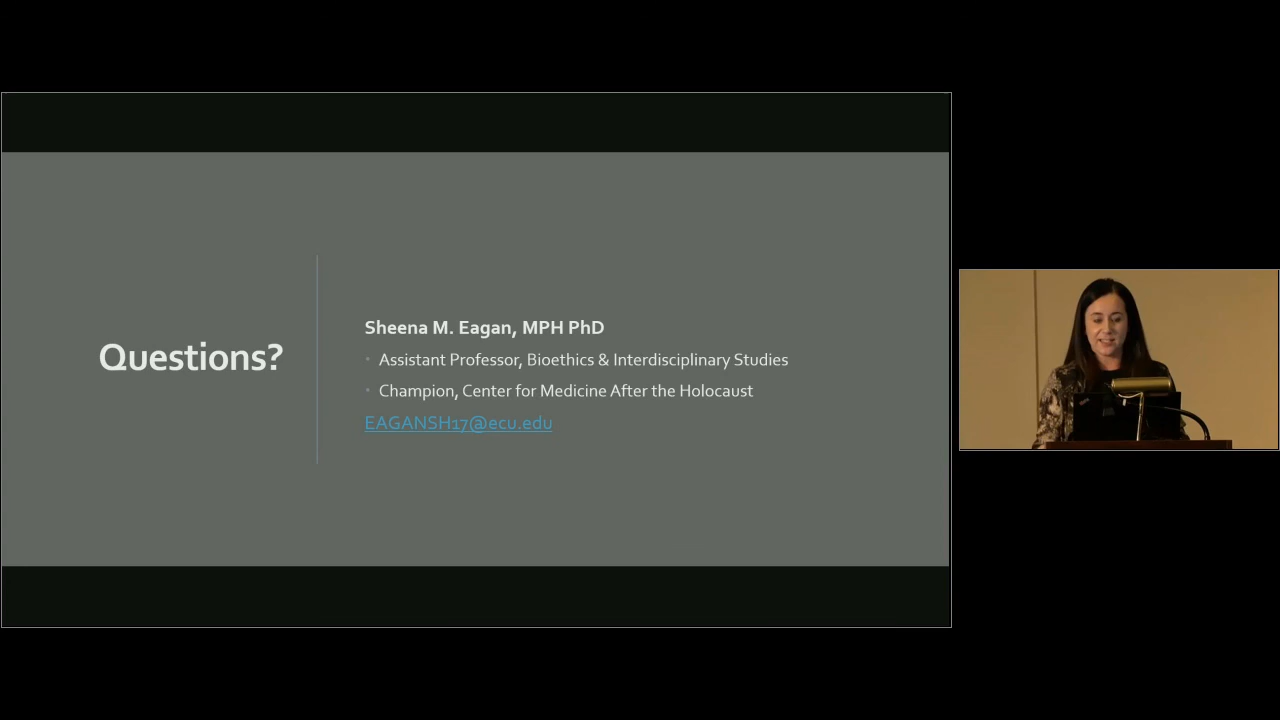 Questions?
Sheena M. Eagan, MPH PhD
Assistant Professor, Bioethics & Interdisciplinary Studies
Champion, Center for Medicine After the Holocaust
EAGANSH17@ecu.edu